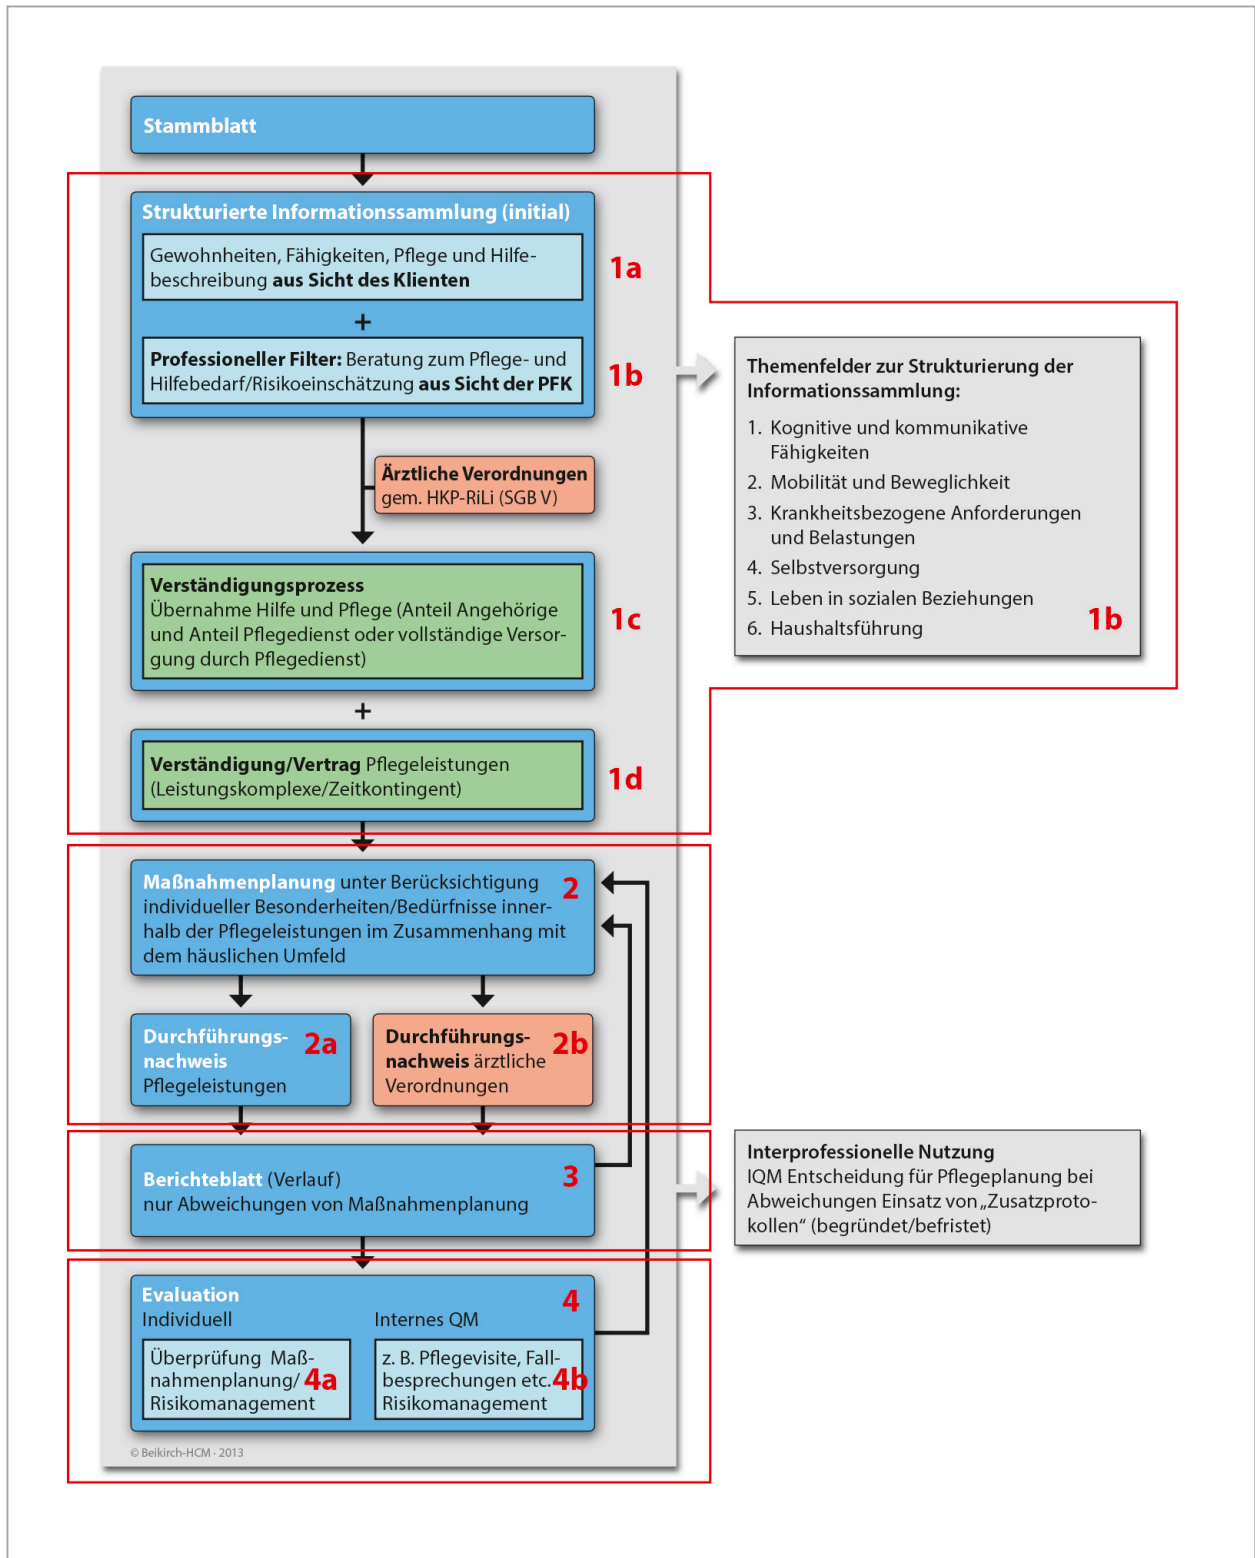 Stammblatt
Strukturierte Informationssammlung (initial)
Gewohnheiten, Fähigkeiten, Pflege und Hilfe-
beschreibung aus Sicht des Klienten
1a
+
Professioneller Filter: Beratung zum Pflege- und
Hilfebedarf/Risikoeinschätzung aus Sicht der PFK
1b
Themenfelder zur Strukturierung der
Informationssammlung:
1. Kognitive und kommunikative
Fähigkeiten
2. Mobilität und Beweglichkeit
3. Krankheitsbezogene Anforderungen
und Belastungen
4. Selbstversorgung
5. Leben in sozialen Beziehungen
6. Haushaltsführung
1b
Ärztliche Verordnungen
gem. HKP-RiLi (SGB V)
Verständigungsprozess
Übernahme Hilfe und Pflege (Anteil Angehörige
und Anteil Pflegedienst oder vollständige Versor-
gung durch Pflegedienst)
1c
+
Verständigung/Vertrag Pflegeleistungen
(Leistungskomplexe/Zeitkontingent)
1d
Maßnahmenplanung unter Berücksichtigung
individueller Besonderheiten/Bedürfnisse inner-
halb der Pflegeleistungen im Zusammenhang mit
dem häuslichen Umfeld
2
Durchführungs-
nachweis
Pflegeleistungen
2a
Durchführungs-
nachweis ärztliche
Verordnungen
2b
Berichteblatt (Verlauf)
nur Abweichungen von Maßnahmenplanung
3
Interprofessionelle Nutzung
IQM Entscheidung für Pflegeplanung bei
Abweichungen Einsatz von „Zusatzproto-
kollen“ (begründet/befristet)
Evaluation
4
Individuell
Überprüfung Maß-
nahmenplanung/
Risikomanagement
4a
Internes QM
z. B. Pflegevisite, Fall-
besprechungen etc.
Risikomanagement
4b
© Beikirch-HCM · 2013